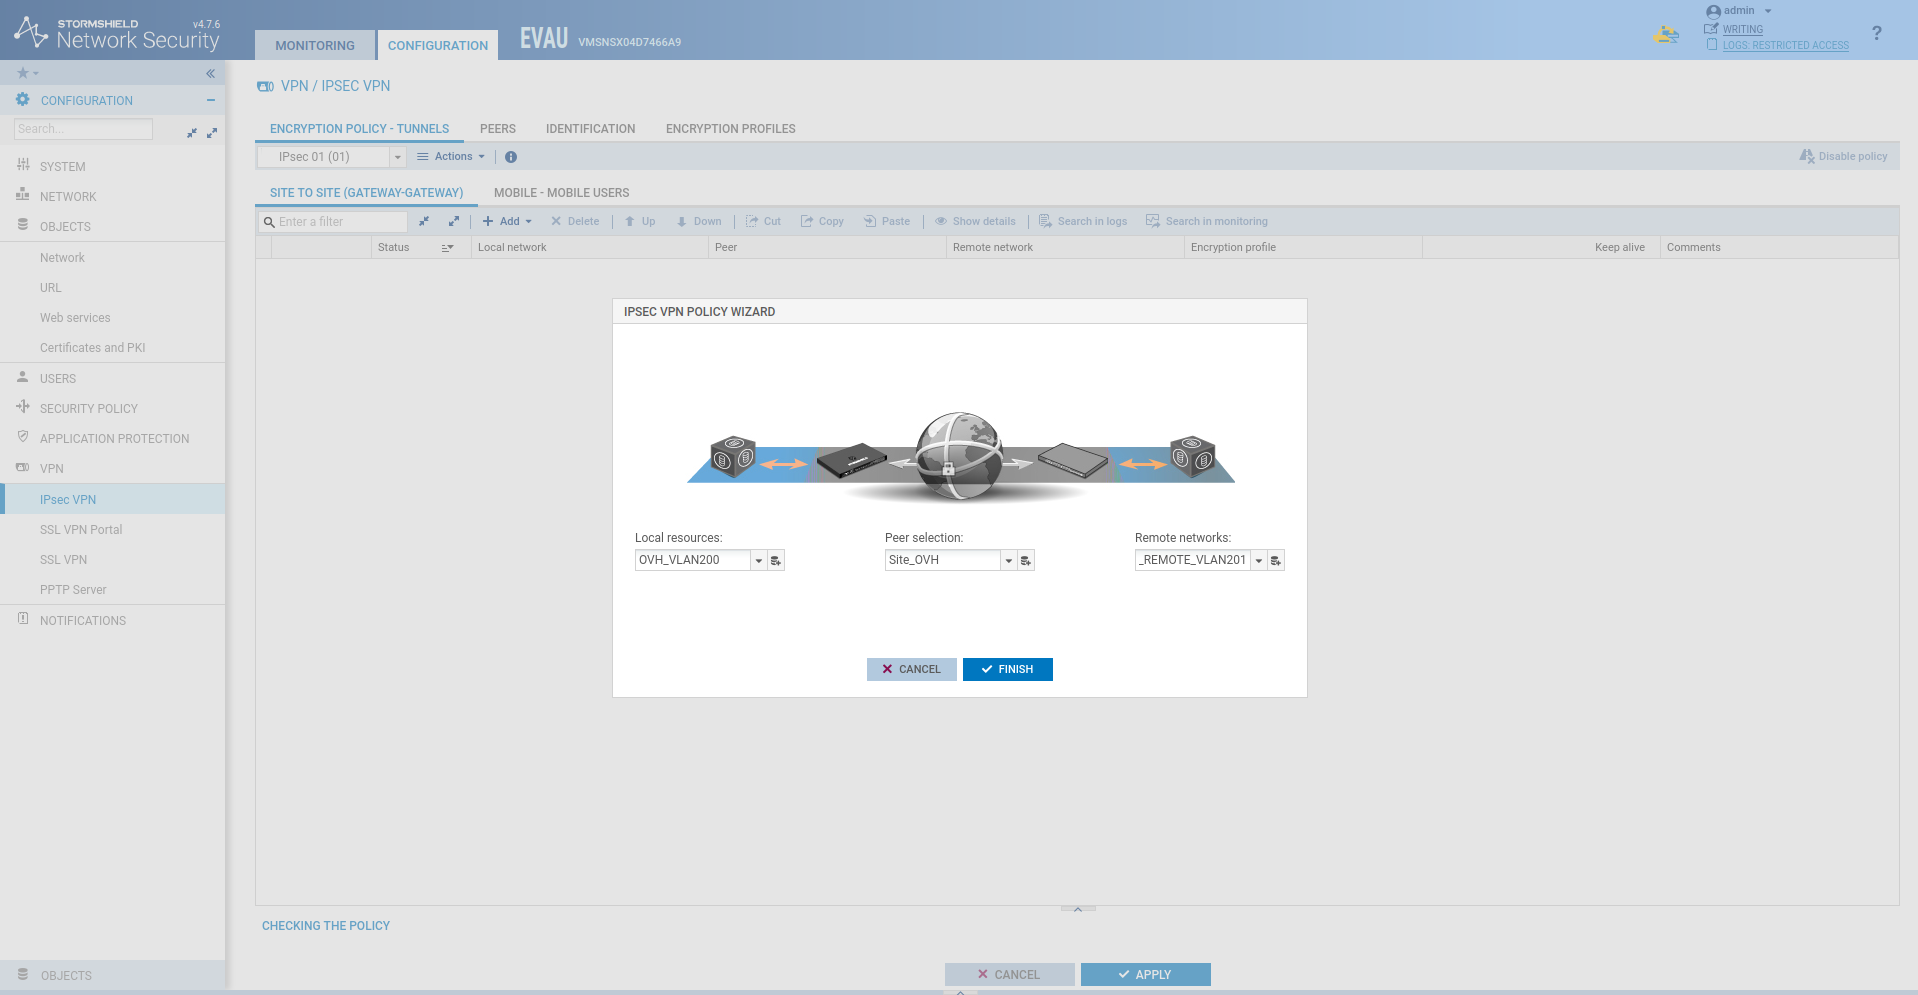 STORMSHIELD v4.7.6
Network Security
MONITORING CONFIGURATION EVAU VMSNSX04D7466A9
admin
WRITING
LOGS: RESTRICTED ACCESS
?
CONFIGURATION
Search...
SYSTEM
NETWORK
OBJECTS
Network
URL
Web services
Certificates and PKI
USERS
SECURITY POLICY
APPLICATION PROTECTION
VPN
IPsec VPN
SSL VPN Portal
SSL VPN
PPTP Server
NOTIFICATIONS
OBJECTS
VPN / IPSEC VPN
ENCRYPTION POLICY - TUNNELS PEERS IDENTIFICATION ENCRYPTION PROFILES
IPsec 01 (01) Actions Disable policy
SITE TO SITE (GATEWAY-GATEWAY) MOBILE - MOBILE USERS
Enter a filter Add Delete Up Down Cut Copy Paste Show details Search in logs Search in monitoring
Status Local network Peer Remote network Encryption profile Keep alive Comments
IPSEC VPN POLICY WIZARD
Local resources: Peer selection: Remote networks:
OVH_VLAN200 Site_OVH _REMOTE_VLAN201
CANCEL FINISH
CHECKING THE POLICY
CANCEL APPLY